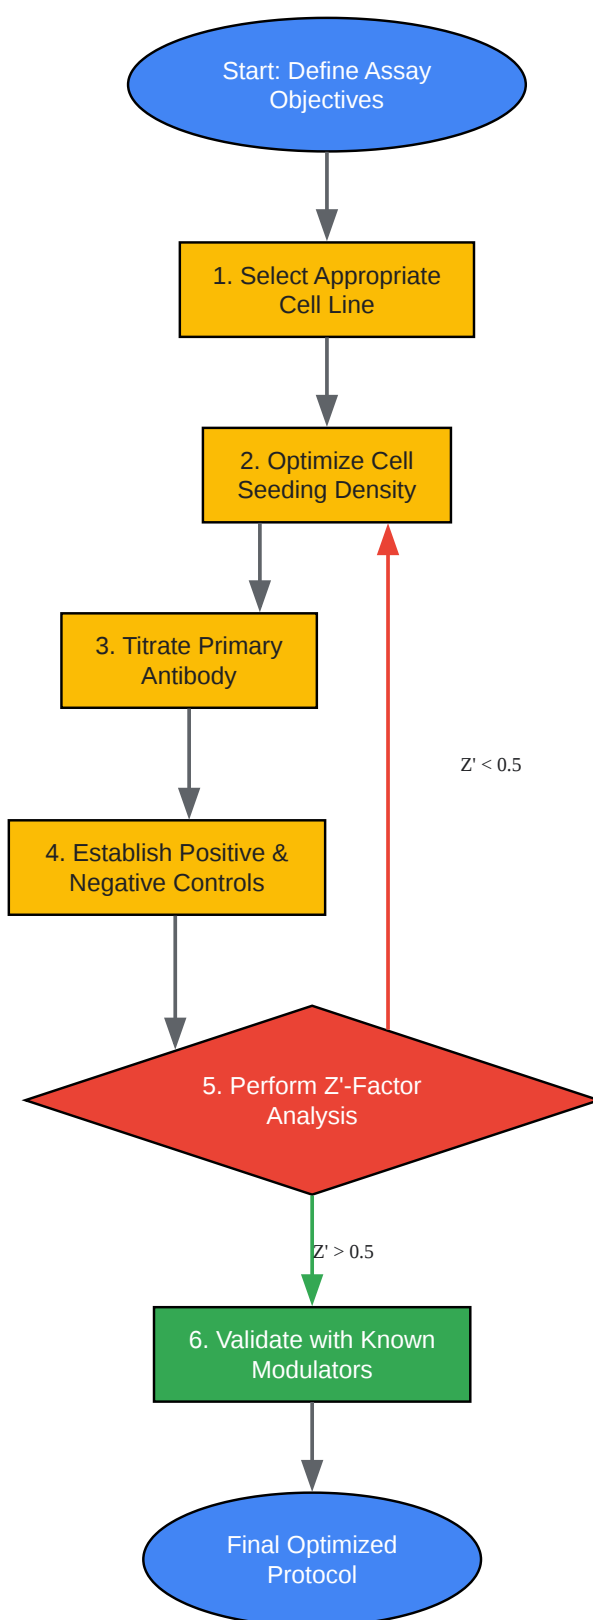 Start: Define Assay
Objectives
1. Select Appropriate
Cell Line
2. Optimize Cell
Seeding Density
3. Titrate Primary
Antibody
Z' < 0.5
4. Establish Positive &
Negative Controls
5. Perform Z'-Factor
Analysis
Z' > 0.5
6. Validate with Known
Modulators
Final Optimized
Protocol